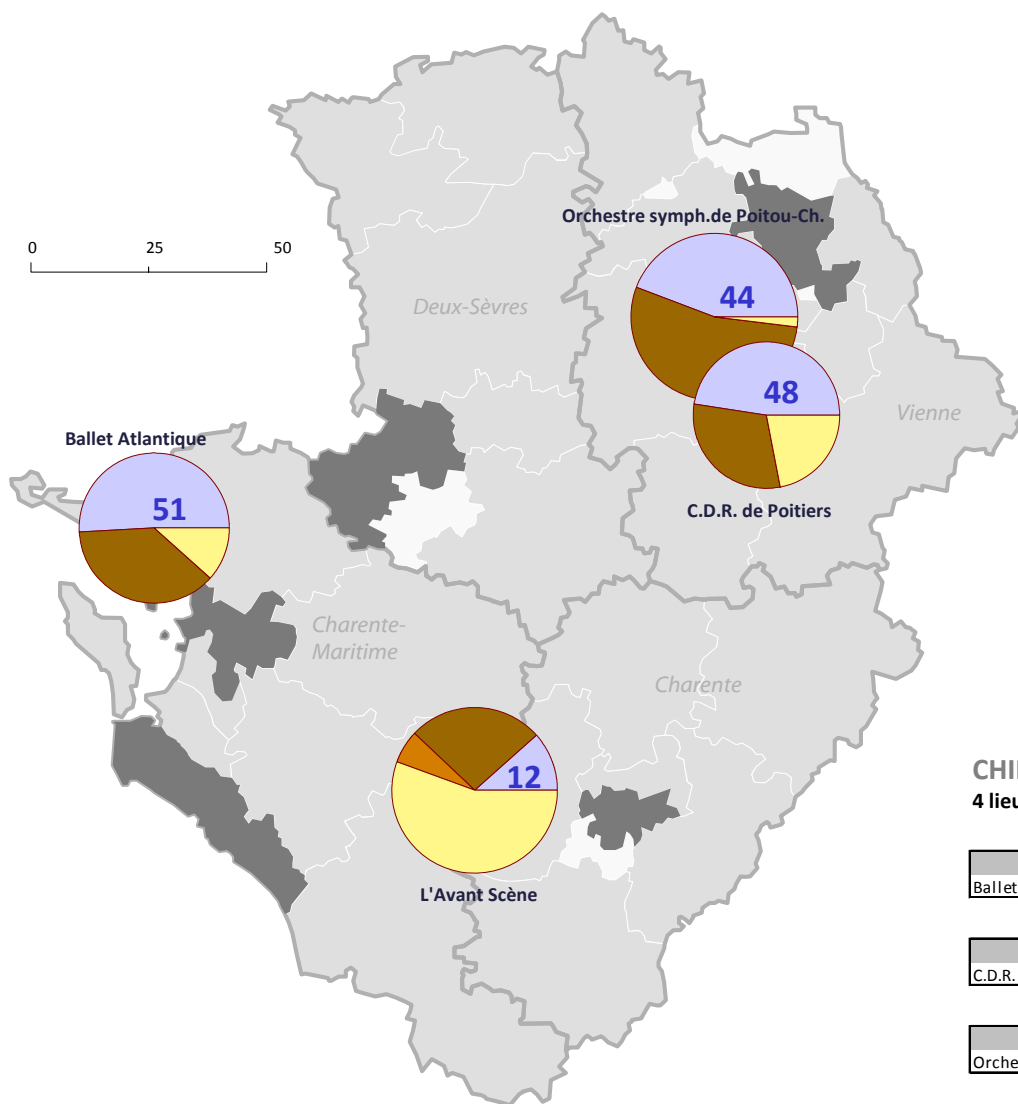 Orchestre symph.de Poitou-Ch.
0 25 50
44
Deux-Sèvres
48
Vienne
Ballet Atlantique
51
C.D.R. de Poitiers
Charente-
Maritime
Charente
12
L'Avant Scène
4 lieu
Ballet
C.D.R.
Orche